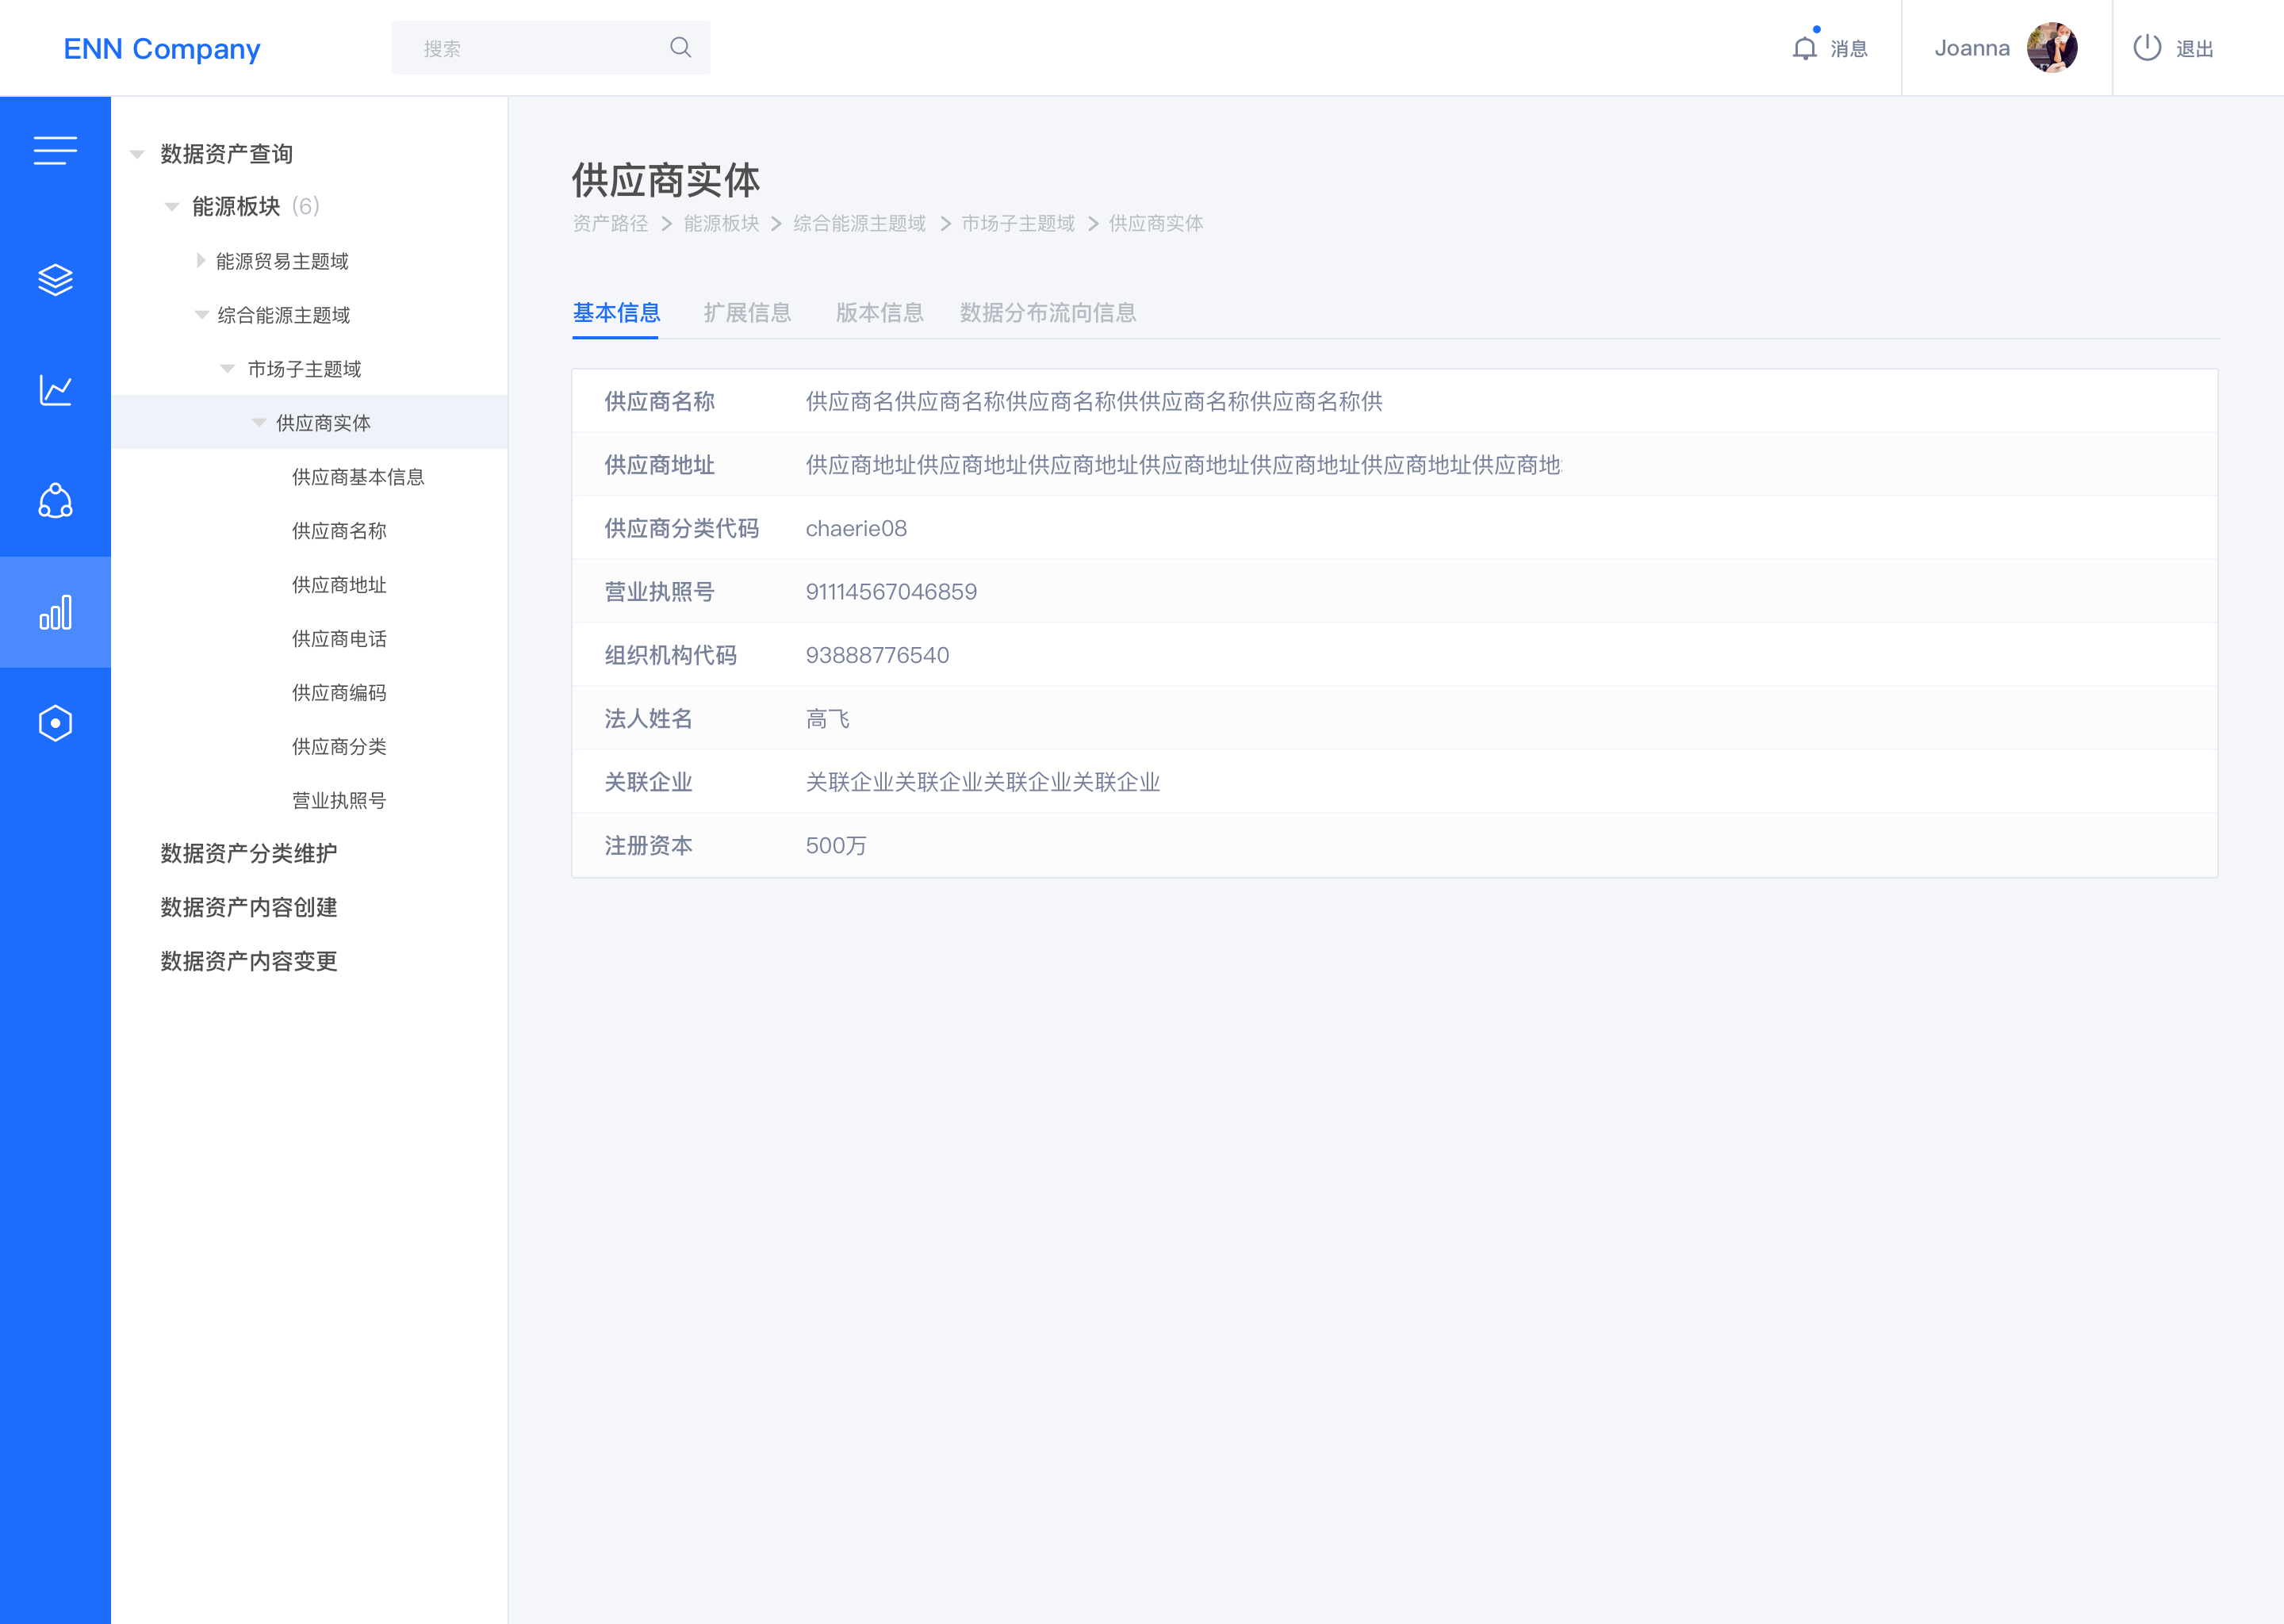 ENN Company
搜索
消息
Joanna
退出
数据资产查询
能源板块 (6)
能源贸易主题域
综合能源主题域
市场子主题域
供应商实体
供应商基本信息
供应商名称
供应商地址
供应商电话
供应商编码
供应商分类
营业执照号
数据资产分类维护
数据资产内容创建
数据资产内容变更
供应商实体
资产路径 > 能源板块 > 综合能源主题域 > 市场子主题域 > 供应商实体
基本信息 扩展信息 版本信息 数据分布流向信息
供应商名称 供应商名供应商名称供应商名称供供应商名称供应商名称供
供应商地址 供应商地址供应商地址供应商地址供应商地址供应商地址供应商地址供应商地
供应商分类代码 chaerie08
营业执照号 91114567046859
组织机构代码 93888776540
法人姓名 高飞
关联企业 关联企业关联企业关联企业关联企业
注册资本 500万